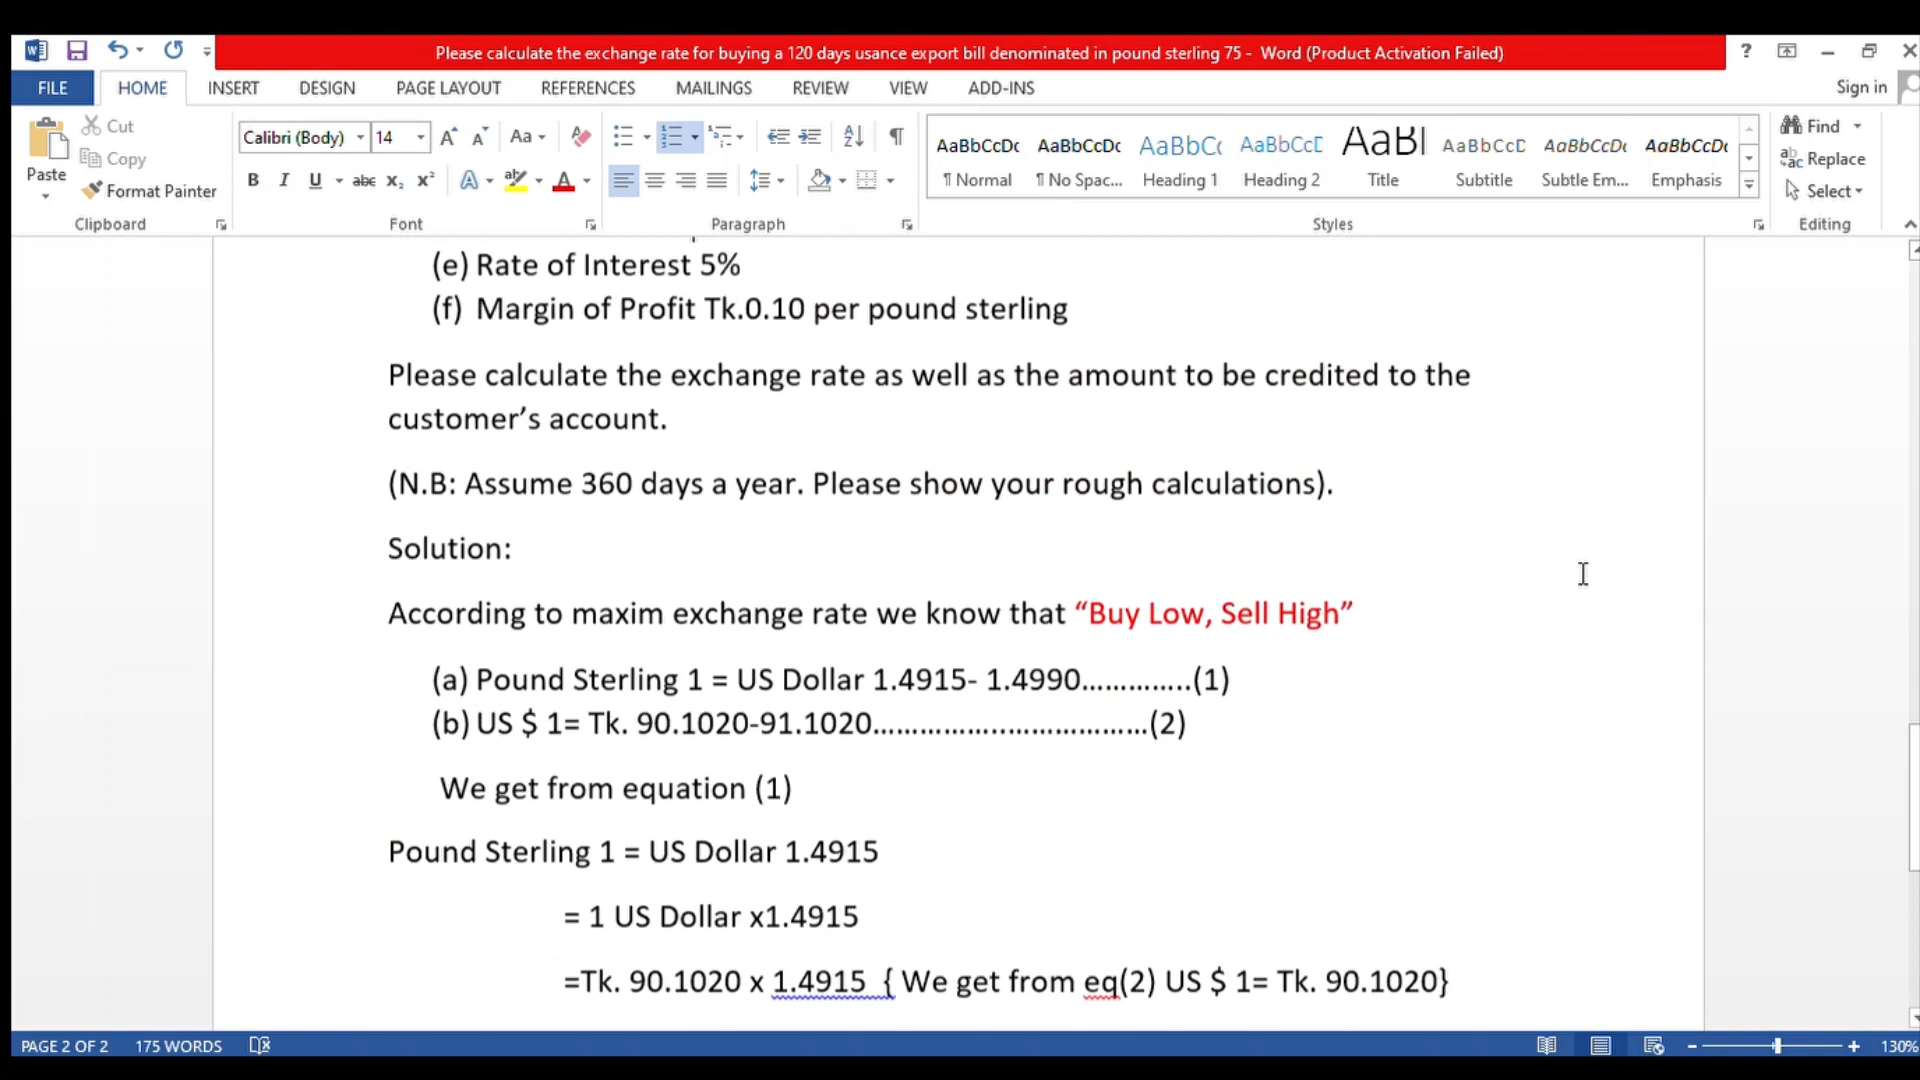 Please calculate the exchange rate for buying a 120 days usance export bill denominated in pound sterling 75 - Word (Product Activation Failed)
?
FILE HOME INSERT DESIGN PAGE LAYOUT REFERENCES MAILINGS REVIEW VIEW ADD-INS Sign in
Cut
Copy
Paste
Format Painter
Clipboard
Calibri (Body) 14 Aa
B I U abc X₂ X² A A
Font
Paragraph
AaBbCcDc AaBbCcDc AaBbCc AaBbCcD AaBl AaBbCcD AaBbCcDc AaBbCcDc
¶ Normal ¶ No Spac... Heading 1 Heading 2 Title Subtitle Subtle Em... Emphasis
Styles
Find
Replace
Select
Editing
(e) Rate of Interest 5%
(f) Margin of Profit Tk.0.10 per pound sterling
Please calculate the exchange rate as well as the amount to be credited to the
customer’s account.
(N.B: Assume 360 days a year. Please show your rough calculations).
Solution:
According to maxim exchange rate we know that “Buy Low, Sell High”
(a) Pound Sterling 1 = US Dollar 1.4915- 1.4990…………..(1)
(b) US $ 1= Tk. 90.1020-91.1020……………..……………(2)
We get from equation (1)
Pound Sterling 1 = US Dollar 1.4915
= 1 US Dollar x1.4915
=Tk. 90.1020 x 1.4915 { We get from eq(2) US $ 1= Tk. 90.1020}
PAGE 2 OF 2 175 WORDS 130%